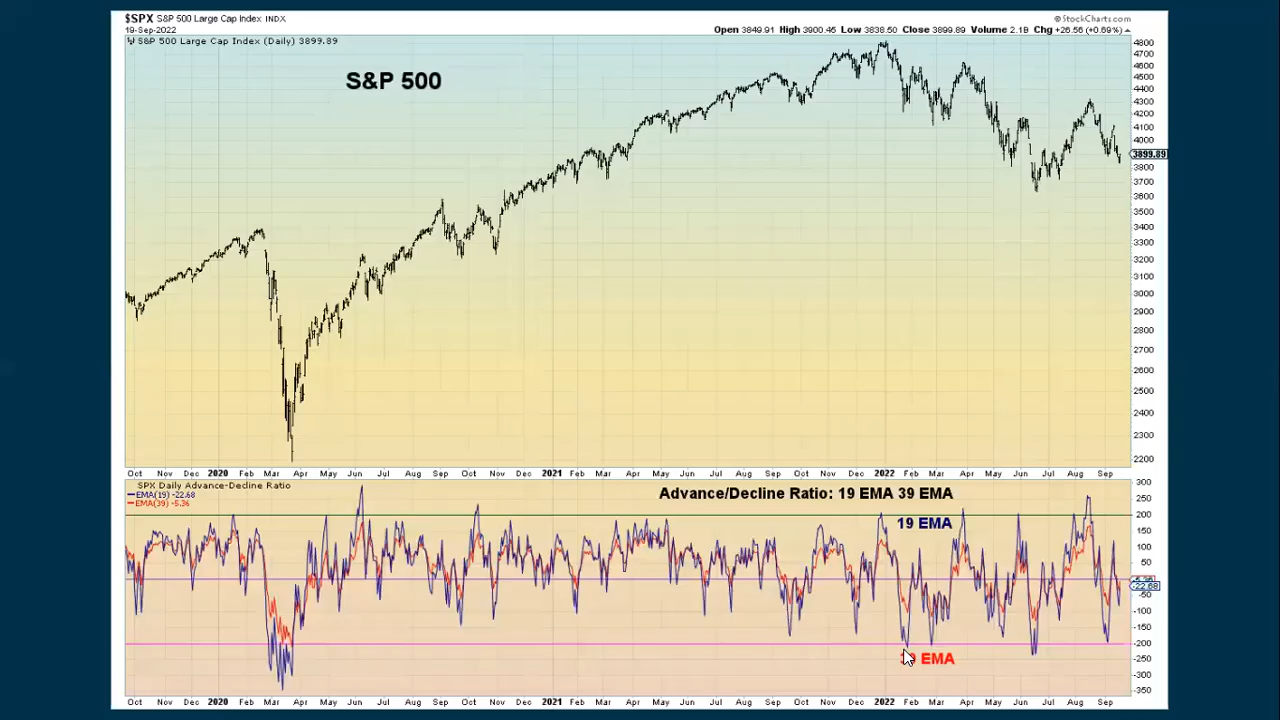 $SPX S&P 500 Large Cap Index INDX
© StockCharts.com
19-Sep-2022
Open 3849.91 High 3900.45 Low 3838.50 Close 3899.89 Volume 2.1B Chg +26.56 (+0.69%)
S&P 500 Large Cap Index (Daily) 3899.89
S&P 500
4800
4700
4600
4500
4400
4300
4200
4100
4000
3899.89
3800
3700
3600
3500
3400
3300
3200
3100
3000
2900
2800
2700
2600
2500
2400
2300
2200
Oct Nov Dec 2020 Feb Mar Apr May Jun Jul Aug Sep Oct Nov Dec 2021 Feb Mar Apr May Jun Jul Aug Sep Oct Nov Dec 2022 Feb Mar Apr May Jun Jul Aug Sep
SPX Daily Advance-Decline Ratio
EMA(19) -22.68
EMA(39) -5.36
Advance/Decline Ratio: 19 EMA 39 EMA
19 EMA
EMA
300
250
200
150
100
50
-22.68
-50
-100
-150
-200
-250
-300
-350
Oct Nov Dec 2020 Feb Mar Apr May Jun Jul Aug Sep Oct Nov Dec 2021 Feb Mar Apr May Jun Jul Aug Sep Oct Nov Dec 2022 Feb Mar Apr May Jun Jul Aug Sep